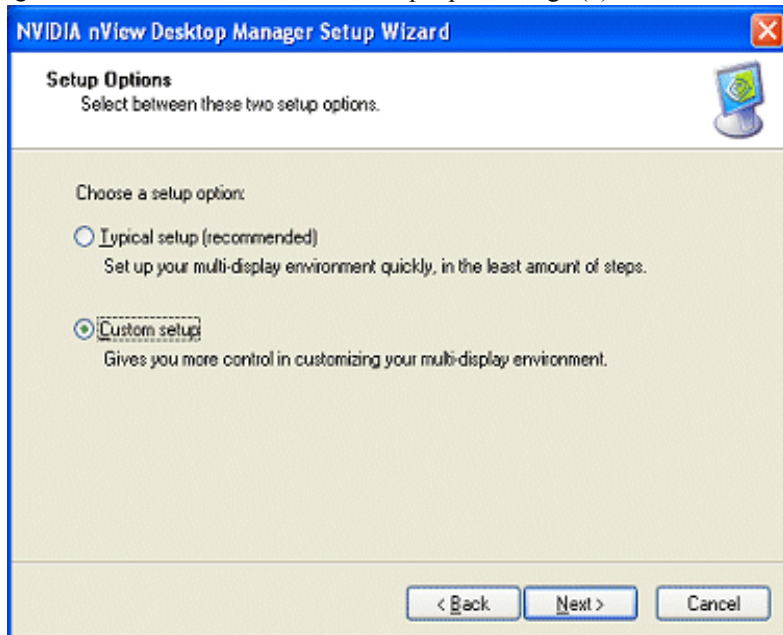 NVIDIA nView Desktop Manager Setup Wizard
Setup Options
Select between these two setup options.
Choose a setup option:
Typical setup (recommended)
Set up your multi-display environment quickly, in the least amount of steps.
Custom setup
Gives you more control in customizing your multi-display environment.
< Back Next > Cancel